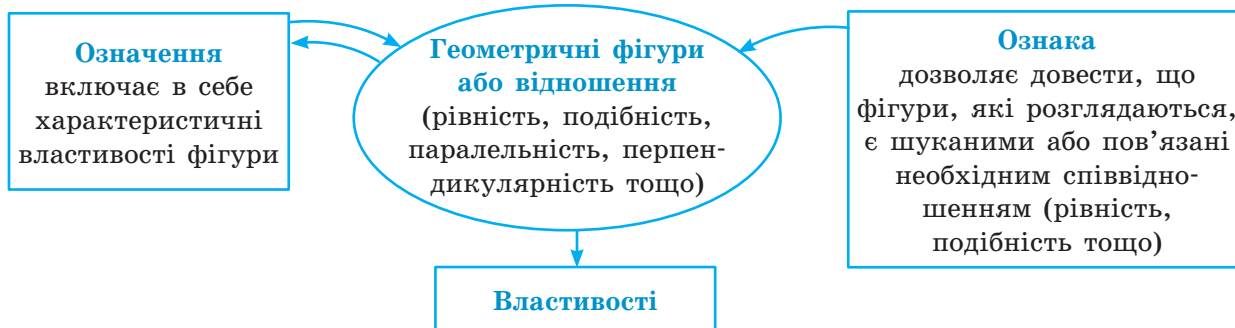 Означення
включає в себе
характеристичні
властивості фігури
Геометричні фігури
або відношення
(рівність, подібність,
паралельність, перпен-
дикулярність тощо)
Ознака
дозволяє довести, що
фігури, які розглядаються,
є шуканими або пов’язані
необхідним співвідно-
шенням (рівність,
подібність тощо)
Властивості